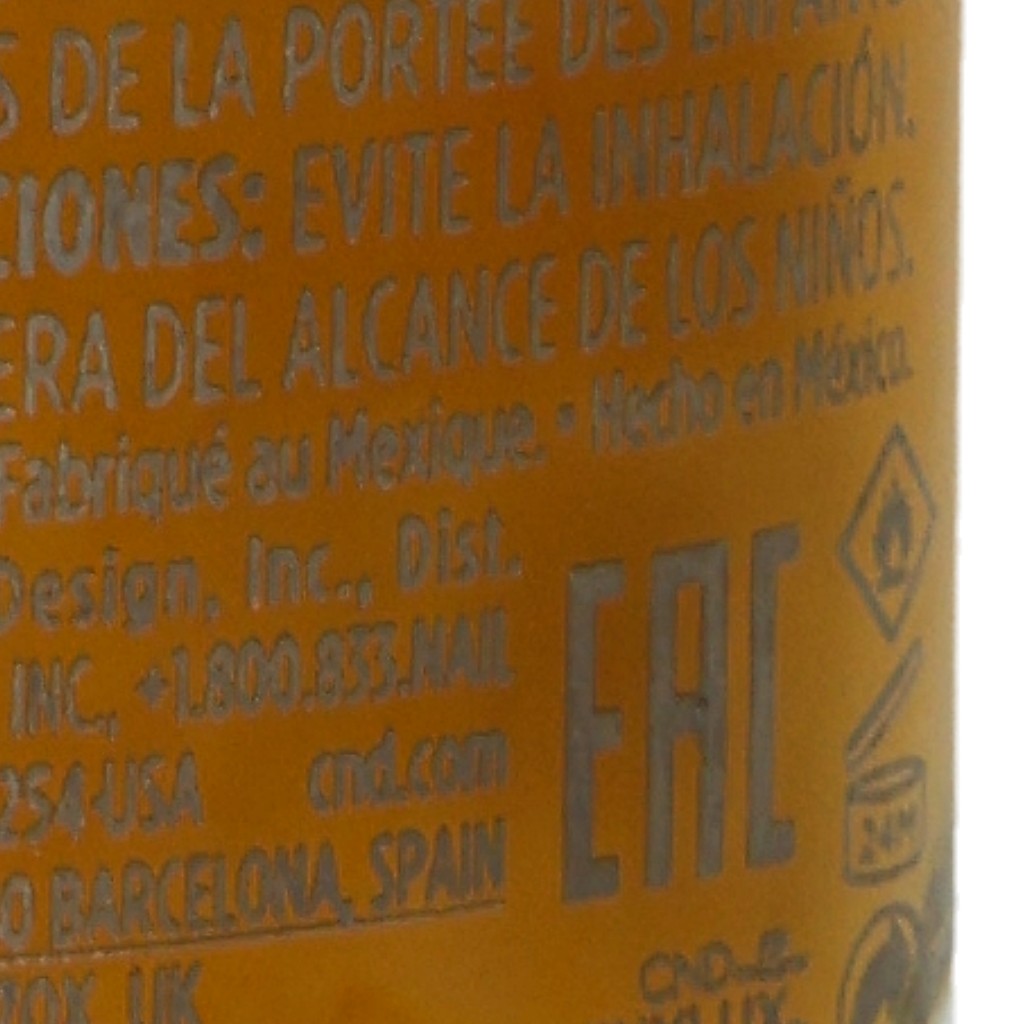 DE LA PORTÉE DES ENFANTS
CIONES: EVITE LA INHALACIÓN.
ERA DEL ALCANCE DE LOS NIÑOS.
Fabriqué au Mexique. • Hecho en México.
Design, Inc., Dist.
INC., +1.800.833.NAIL
254 USA cnd.com
BARCELONA, SPAIN
UK
EAC
24M
CND